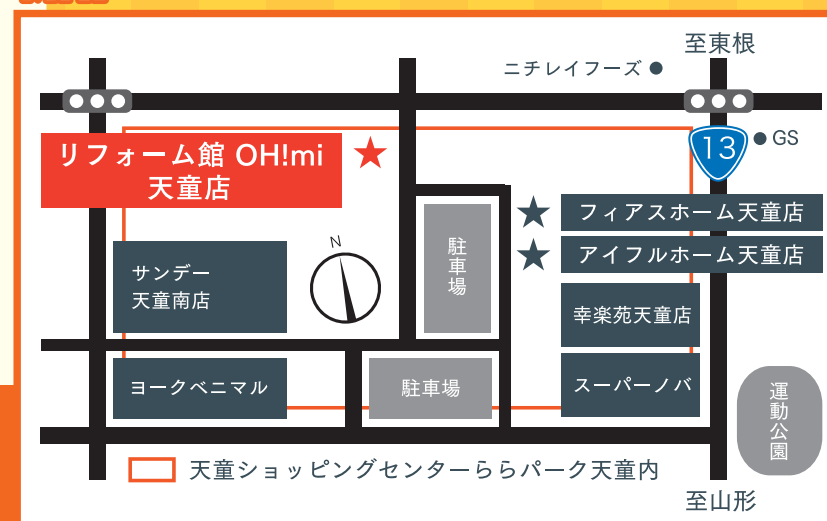 至東根
ニチレイフーズ
リフォーム館 OH!mi
天童店
13
GS
フィアスホーム天童店
アイフルホーム天童店
駐車場
N
サンデー
天童南店
幸楽苑天童店
ヨークベニマル
駐車場
スーパーノバ
運動公園
天童ショッピングセンターららパーク天童内
至山形